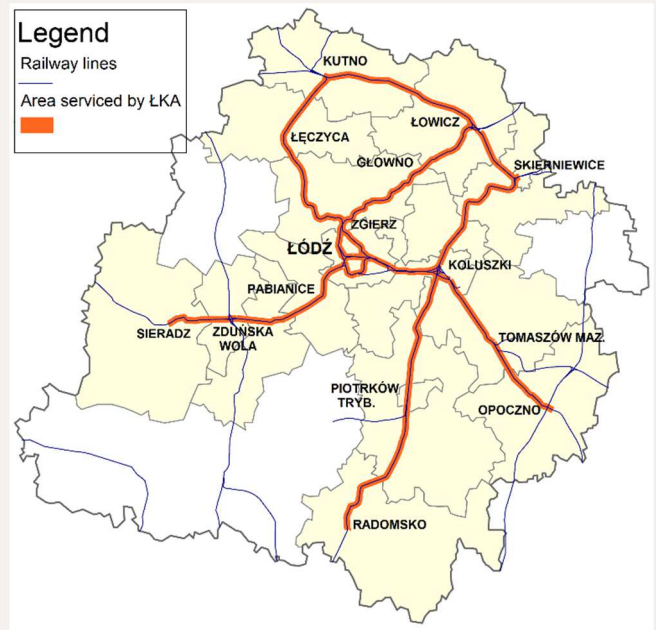 Legend
Railway lines
Area serviced by ŁKA
KUTNO
ŁOWICZ
ŁĘCZYCA
GŁOWNO
SKIERNIEWICE
ZGIERZ
ŁÓDŹ
KOLUSZKI
PABIANICE
SIERADZ
ZDUŃSKA
WOLA
TOMASZÓW MAZ.
PIOTRKÓW
TRYB.
OPOCZNO
RADOMSKO